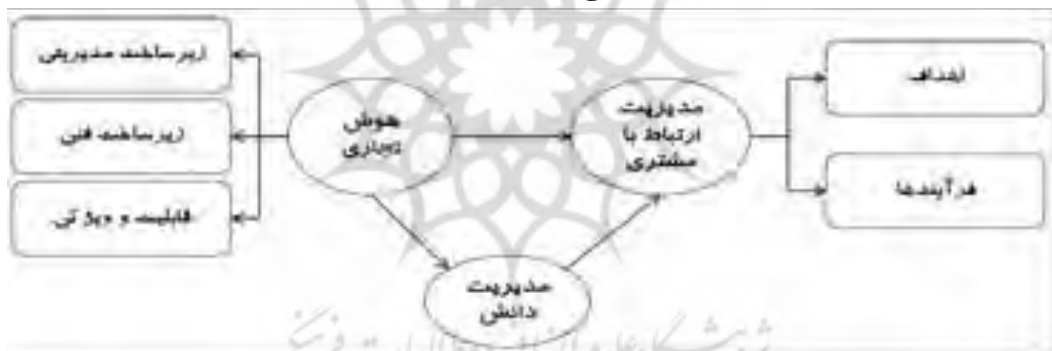 زیرساخت مدیریتی
زیرساخت فنی
قابلیت و ویژگی
هوش
تجاری
مدیریت
ارتباط با
مشتری
مدیریت
دانش
اهداف
فرآیندها